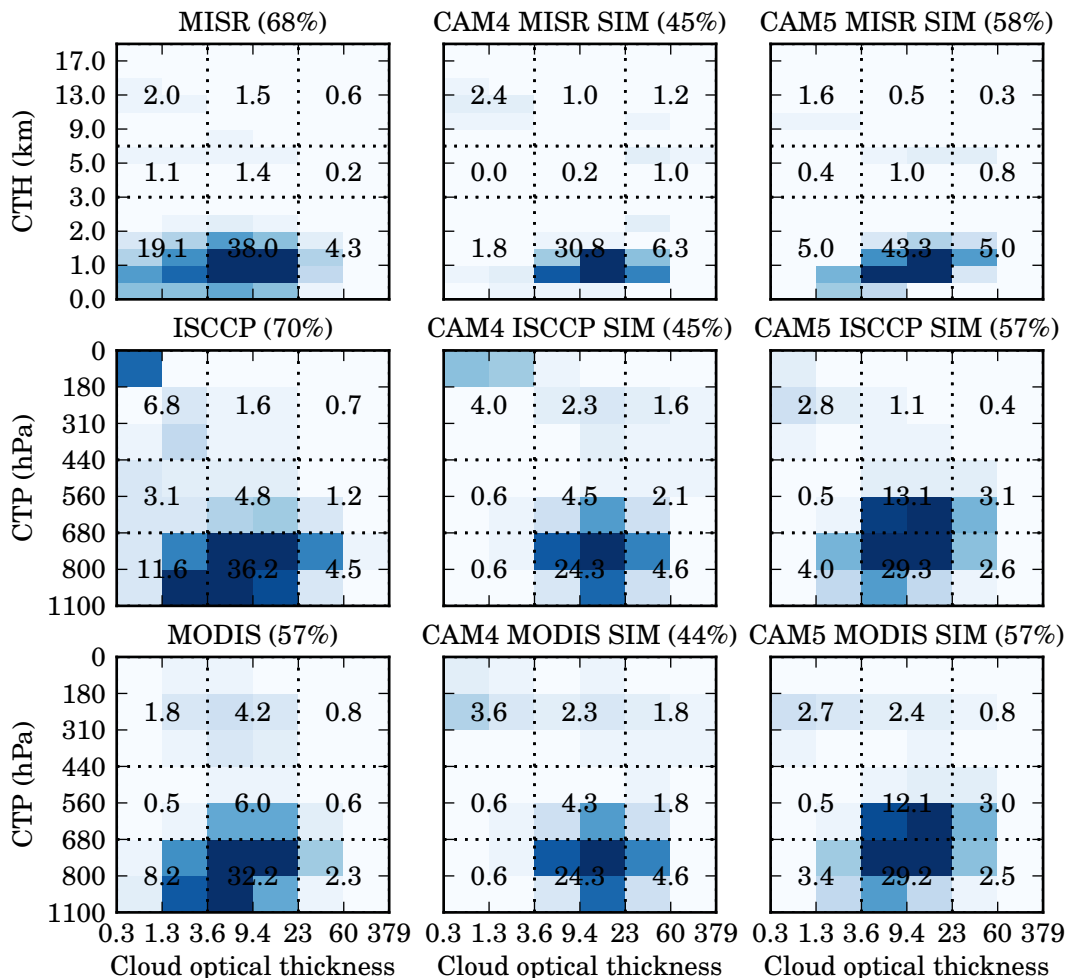 MISR (68%) CAM4 MISR SIM (45%) CAM5 MISR SIM (58%)
17.0
13.0 2.0 1.5 0.6 2.4 1.0 1.2 1.6 0.5 0.3
9.0
CTH (km)
5.0 1.1 1.4 0.2 0.0 0.2 1.0 0.4 1.0 0.8
3.0
2.0
19.1 38.0 4.3 1.8 30.8 6.3 5.0 43.3 5.0
1.0
0.0
ISCCP (70%) CAM4 ISCCP SIM (45%) CAM5 ISCCP SIM (57%)
0
180
6.8 1.6 0.7 4.0 2.3 1.6 2.8 1.1 0.4
310
440
CTP (hPa)
560 3.1 4.8 1.2 0.6 4.5 2.1 0.5 13.1 3.1
680
800 11.6 36.2 4.5 0.6 24.3 4.6 4.0 29.3 2.6
1100
MODIS (57%) CAM4 MODIS SIM (44%) CAM5 MODIS SIM (57%)
0
180
1.8 4.2 0.8 3.6 2.3 1.8 2.7 2.4 0.8
310
440
CTP (hPa)
560 0.5 6.0 0.6 0.6 4.3 1.8 0.5 12.1 3.0
680
800 8.2 32.2 2.3 0.6 24.3 4.6 3.4 29.2 2.5
1100
0.3 1.3 3.6 9.4 23 60 379 0.3 1.3 3.6 9.4 23 60 379 0.3 1.3 3.6 9.4 23 60 379
Cloud optical thickness Cloud optical thickness Cloud optical thickness